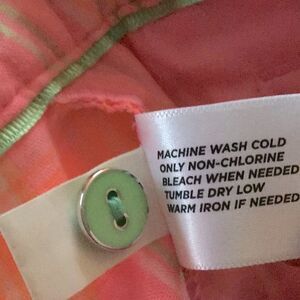 MACHINE WASH COLD
ONLY NON-CHLORINE
BLEACH WHEN NEEDED
TUMBLE DRY LOW
WARM IRON IF NEEDED